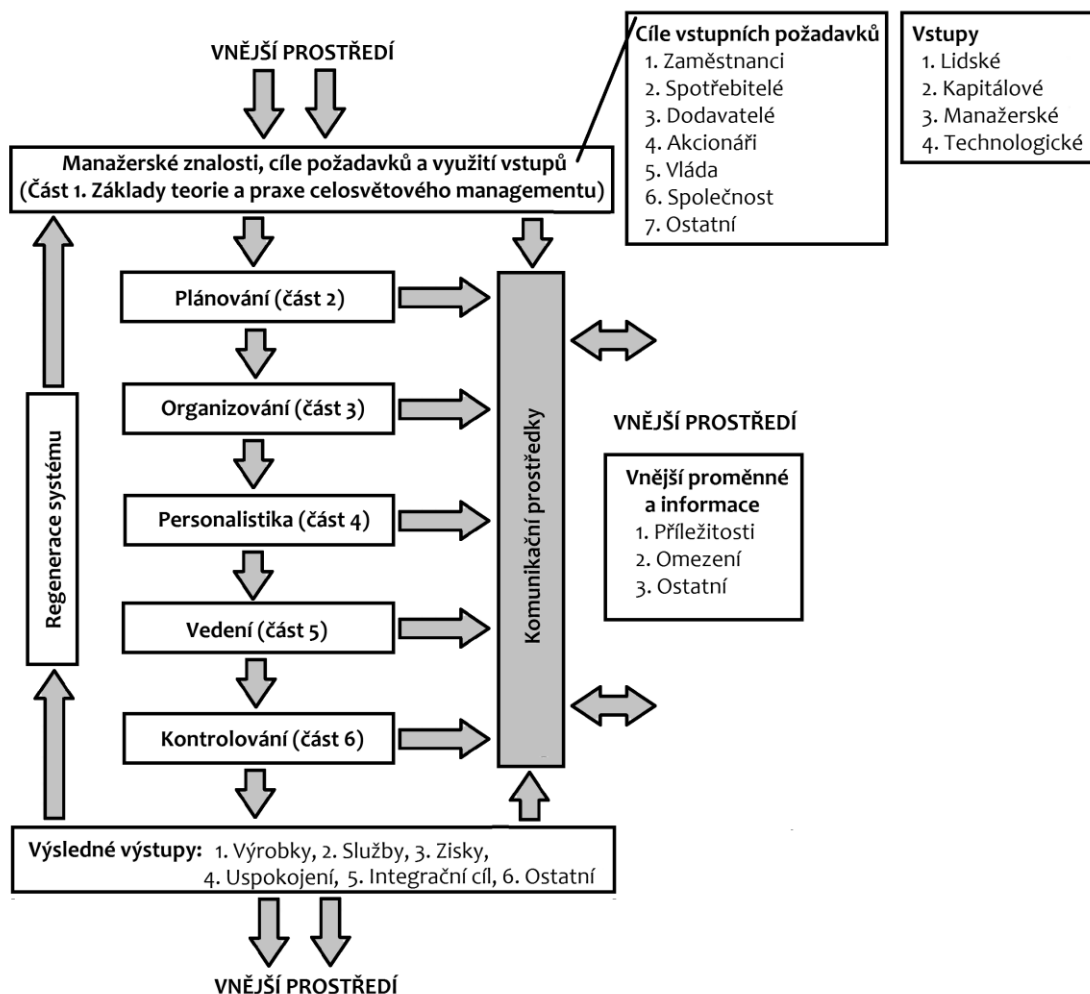 VNĚJŠÍ PROSTŘEDÍ
Cíle vstupních požadavků
1. Zaměstnanci
2. Spotřebitelé
3. Dodavatelé
4. Akcionáři
5. Vláda
6. Společnost
7. Ostatní
Vstupy
1. Lidské
2. Kapitálové
3. Manažerské
4. Technologické
Manažerské znalosti, cíle požadavků a využití vstupů
(Část 1. Základy teorie a praxe celosvětového managementu)
Plánování (část 2)
Organizování (část 3)
Personalistika (část 4)
Vedení (část 5)
Kontrolování (část 6)
Regenerace systému
Komunikační prostředky
VNĚJŠÍ PROSTŘEDÍ
Vnější proměnné
a informace
1. Příležitosti
2. Omezení
3. Ostatní
Výsledné výstupy: 1. Výrobky, 2. Služby, 3. Zisky,
4. Uspokojení, 5. Integrační cíl, 6. Ostatní
VNĚJŠÍ PROSTŘEDÍ